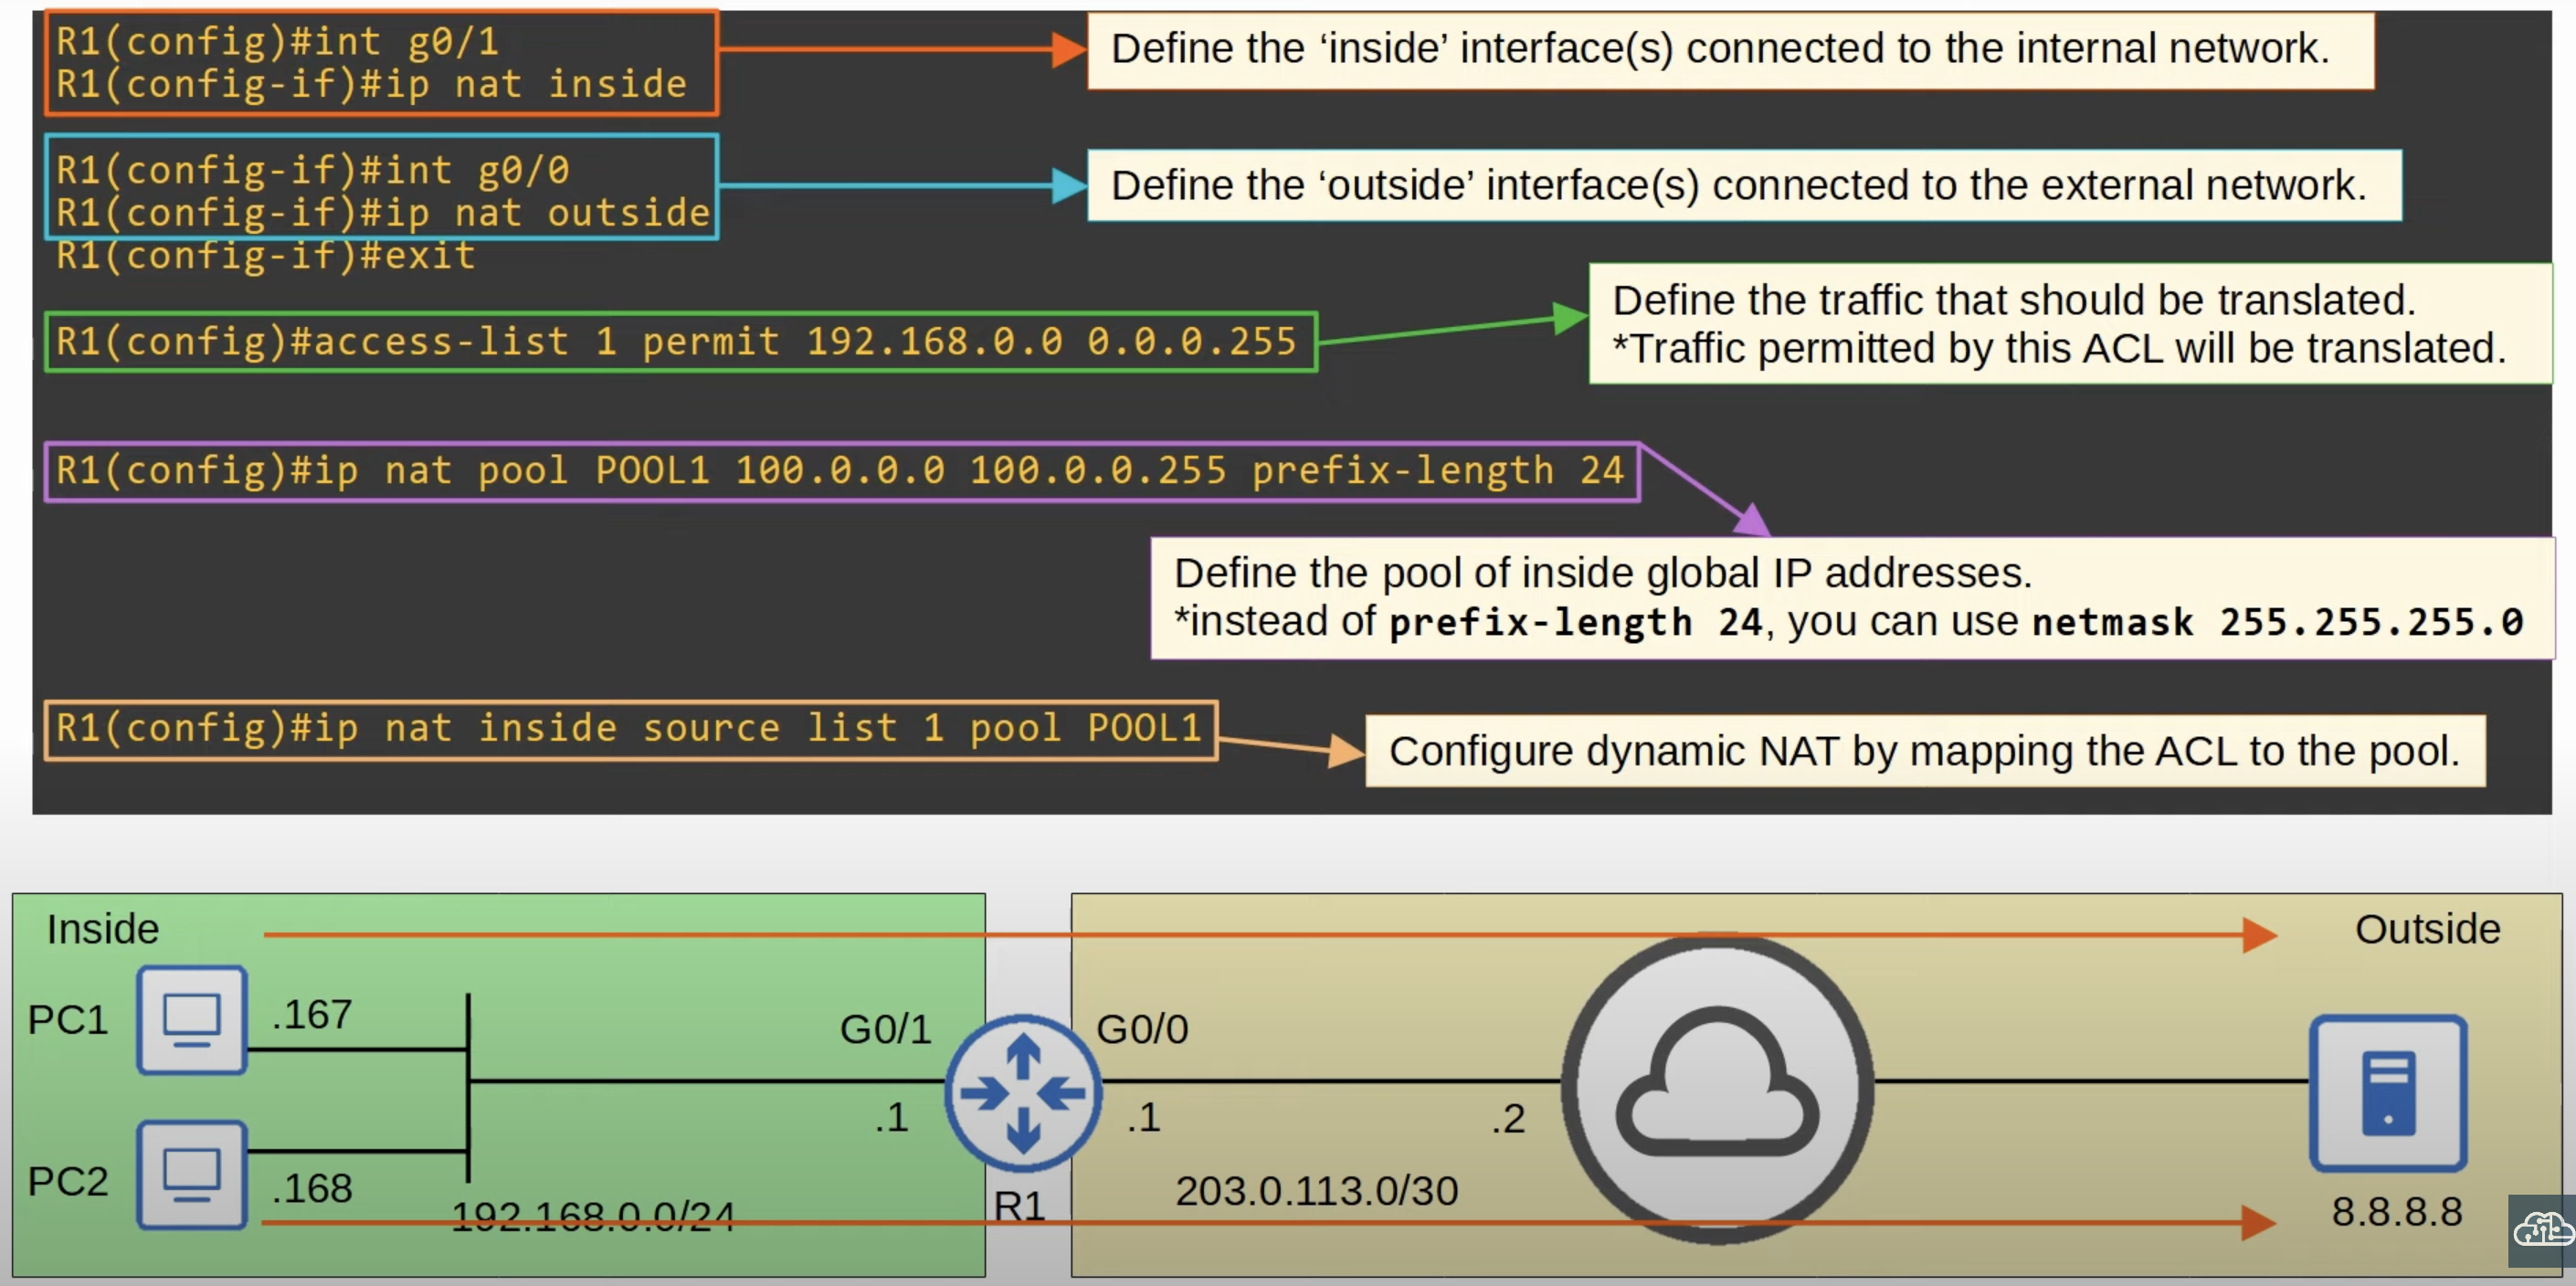 R1(config)#int g0/1
R1(config-if)#ip nat inside
Define the ‘inside’ interface(s) connected to the internal network.
R1(config-if)#int g0/0
R1(config-if)#ip nat outside
Define the ‘outside’ interface(s) connected to the external network.
R1(config-if)#exit
R1(config)#access-list 1 permit 192.168.0.0 0.0.0.255
Define the traffic that should be translated.
*Traffic permitted by this ACL will be translated.
R1(config)#ip nat pool POOL1 100.0.0.0 100.0.0.255 prefix-length 24
Define the pool of inside global IP addresses.
*instead of prefix-length 24, you can use netmask 255.255.255.0
R1(config)#ip nat inside source list 1 pool POOL1
Configure dynamic NAT by mapping the ACL to the pool.
Inside
Outside
PC1
.167
G0/1
G0/0
.1
.1
.2
PC2
.168
192.168.0.0/24
R1
203.0.113.0/30
8.8.8.8